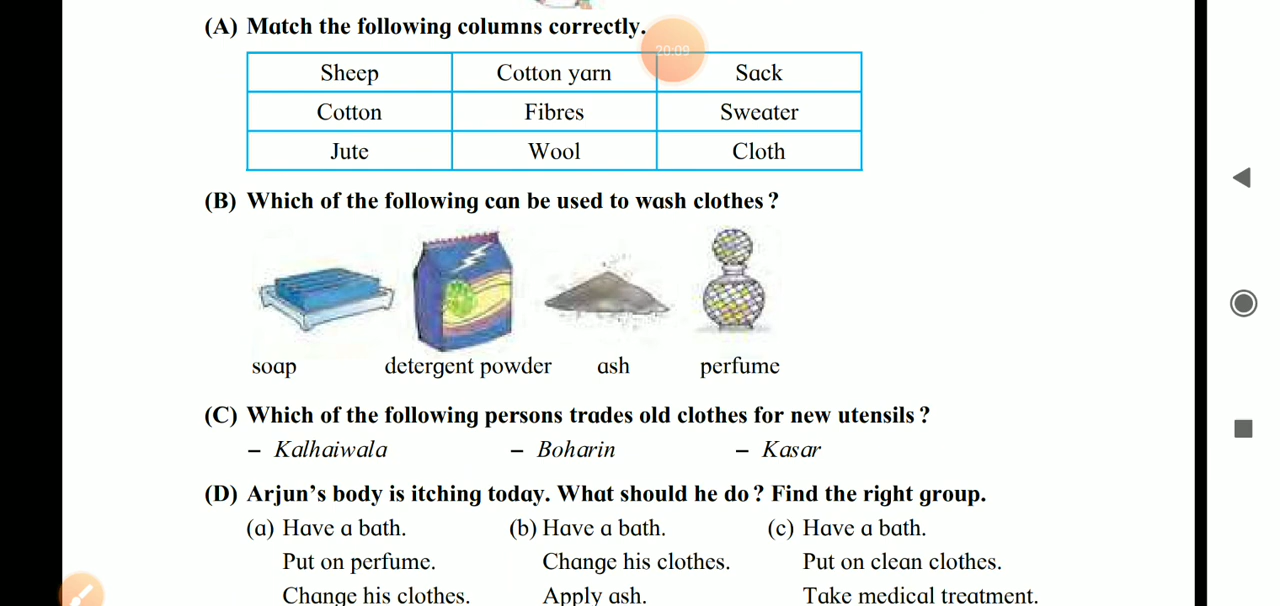 (A) Match the following columns correctly.
20:09
Sheep Cotton yarn Sack
Cotton Fibres Sweater
Jute Wool Cloth
(B) Which of the following can be used to wash clothes ?
soap detergent powder ash perfume
(C) Which of the following persons trades old clothes for new utensils ?
– Kalhaiwala – Boharin – Kasar
(D) Arjun's body is itching today. What should he do ? Find the right group.
(a) Have a bath. (b) Have a bath. (c) Have a bath.
Put on perfume. Change his clothes. Put on clean clothes.
Change his clothes. Apply ash. Take medical treatment.